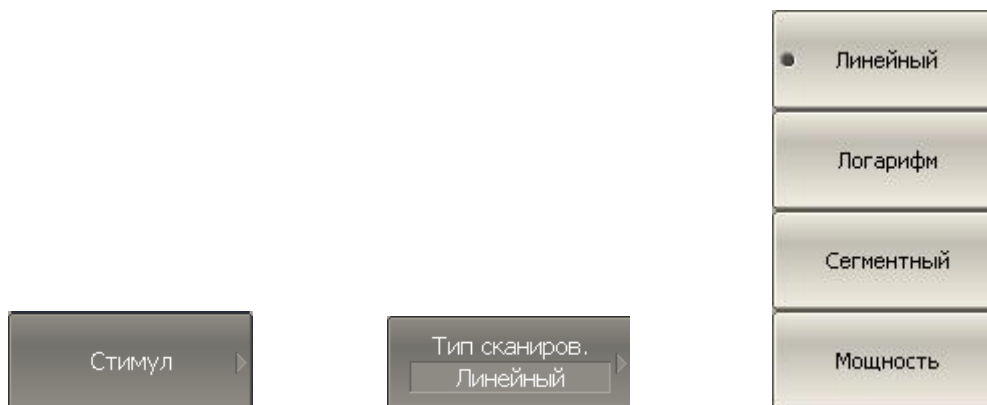 Линейный
Логарифм
Сегментный
Мощность
Стимул
Тип сканиров.
Линейный